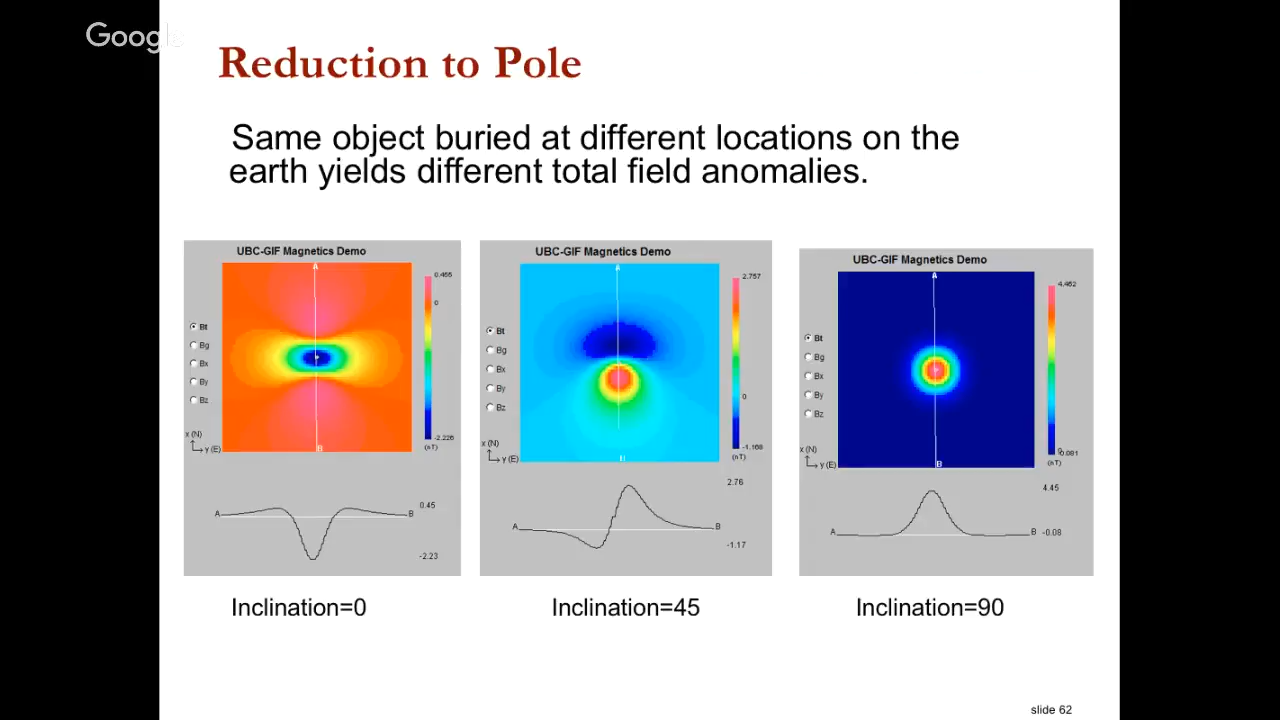 Google
Reduction to Pole
Same object buried at different locations on the
earth yields different total field anomalies.
UBC-GIF Magnetics Demo
A
0.455
0
Bt
Bg
Bx
By
Bz
x (N)
y (E)
B
-2.226
(nT)
A
B
0.45
-2.23
Inclination=0
UBC-GIF Magnetics Demo
A
2.757
Bt
Bg
Bx
By
Bz
0
x (N)
y (E)
-1.168
(nT)
2.76
A
B
-1.17
Inclination=45
UBC-GIF Magnetics Demo
A
4.462
Bt
Bg
Bx
By
Bz
x (N)
y (E)
B
(nT)
4.45
A
B
-0.08
Inclination=90
slide 62